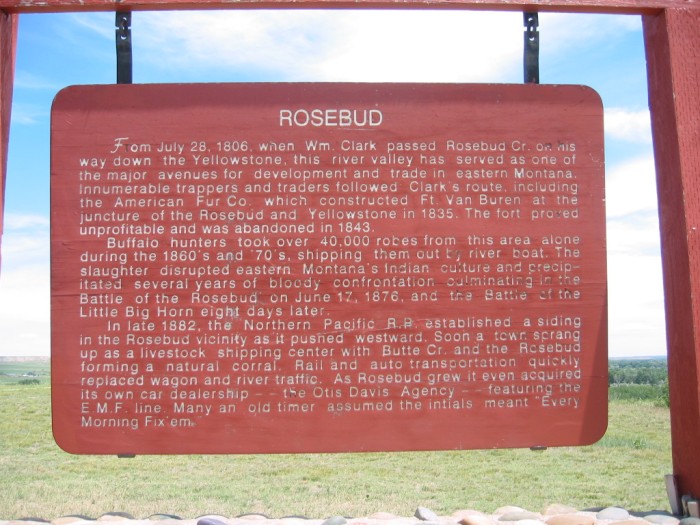 ROSEBUD
From July 28, 1806, when Wm. Clark passed Rosebud Cr. on his
way down the Yellowstone, this river valley has served as one of
the major avenues for development and trade in eastern Montana.
Innumerable trappers and traders followed Clark's route, including
the American Fur Co. which constructed Ft. Van Buren at the
juncture of the Rosebud and Yellowstone in 1835. The fort proved
unprofitable and was abandoned in 1843.
Buffalo hunters took over 40,000 robes from this area alone
during the 1860's and '70's, shipping them out by river boat. The
slaughter disrupted eastern Montana's Indian culture and precip-
itated several years of bloody confrontation culminating in the
Battle of the Rosebud on June 17, 1876, and the Battle of the
Little Big Horn eight days later.
In late 1882, the Northern Pacific R.R. established a siding
in the Rosebud vicinity as it pushed westward. Soon a town sprang
up as a livestock shipping center with Butte Cr. and the Rosebud
forming a natural corral. Rail and auto transportation quickly
replaced wagon and river traffic. As Rosebud grew it even acquired
its own car dealership -- the Otis Davis Agency -- featuring the
E.M.F. line. Many an old timer assumed the intials meant "Every
Morning Fix'em."